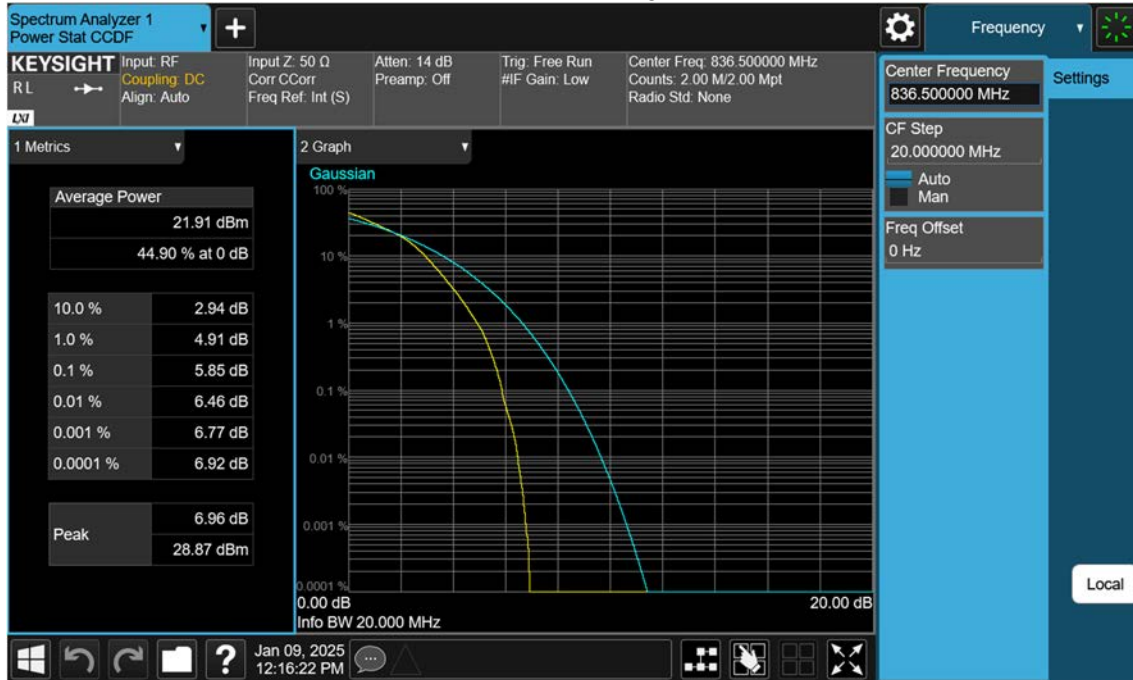 Spectrum Analyzer 1
Power Stat CCDF
+
Frequency
KEYSIGHT
R L
LXI
Input: RF
Coupling: DC
Align: Auto
Input Z: 50 Ω
Corr CCorr
Freq Ref: Int (S)
Atten: 14 dB
Preamp: Off
Trig: Free Run
#IF Gain: Low
Center Freq: 836.500000 MHz
Counts: 2.00 M/2.00 Mpt
Radio Std: None
Center Frequency
836.500000 MHz
Settings
CF Step
20.000000 MHz
Auto
Man
Freq Offset
0 Hz
Local
1 Metrics
Average Power
21.91 dBm
44.90 % at 0 dB
10.0 % 2.94 dB
1.0 % 4.91 dB
0.1 % 5.85 dB
0.01 % 6.46 dB
0.001 % 6.77 dB
0.0001 % 6.92 dB
Peak
6.96 dB
28.87 dBm
2 Graph
Gaussian
100 %
10 %
1 %
0.1 %
0.01 %
0.001 %
0.0001 %
0.00 dB 20.00 dB
Info BW 20.000 MHz
?
Jan 09, 2025
12:16:22 PM